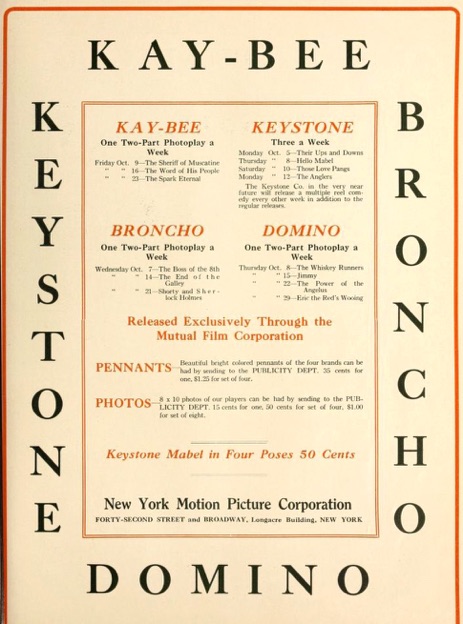 KAY-BEE
KEYSTONE
BRONCHO
KAY-BEE
One Two-Part Photoplay a
Week
Friday Oct. 9—The Sheriff of Muscatine
" " 16—The Word of His People
" " 23—The Spark Eternal
KEYSTONE
Three a Week
Monday Oct. 5—Their Ups and Downs
Thursday " 8—Hello Mabel
Saturday " 10—Those Love Pangs
Monday " 12—The Anglers
The Keystone Co. in the very near
future will release a multiple reel com-
edy every other week in addition to the
regular releases.
BRONCHO
One Two-Part Photoplay a
Week
Wednesday Oct. 7—The Boss of the 8th
" " 14—The End of the
Galley
" " 21—Shorty and Sher-
lock Holmes
DOMINO
One Two-Part Photoplay a
Week
Thursday Oct. 8—The Whiskey Runners
" " 15—Jimmy
" " 22—The Power of the
Angelus
" " 29—Eric the Red's Wooing
Released Exclusively Through the
Mutual Film Corporation
PENNANTS—Beautiful bright colored pennants of the four brands can be
had by sending to the PUBLICITY DEPT. 35 cents for
one, $1.25 for set of four.
PHOTOS—8 x 10 photos of our players can be had by sending to the PUB-
LICITY DEPT. 15 cents for one, 50 cents for set of four, $1.00
for set of eight.
Keystone Mabel in Four Poses 50 Cents
New York Motion Picture Corporation
FORTY-SECOND STREET and BROADWAY, Longacre Building, NEW YORK
DOMINO